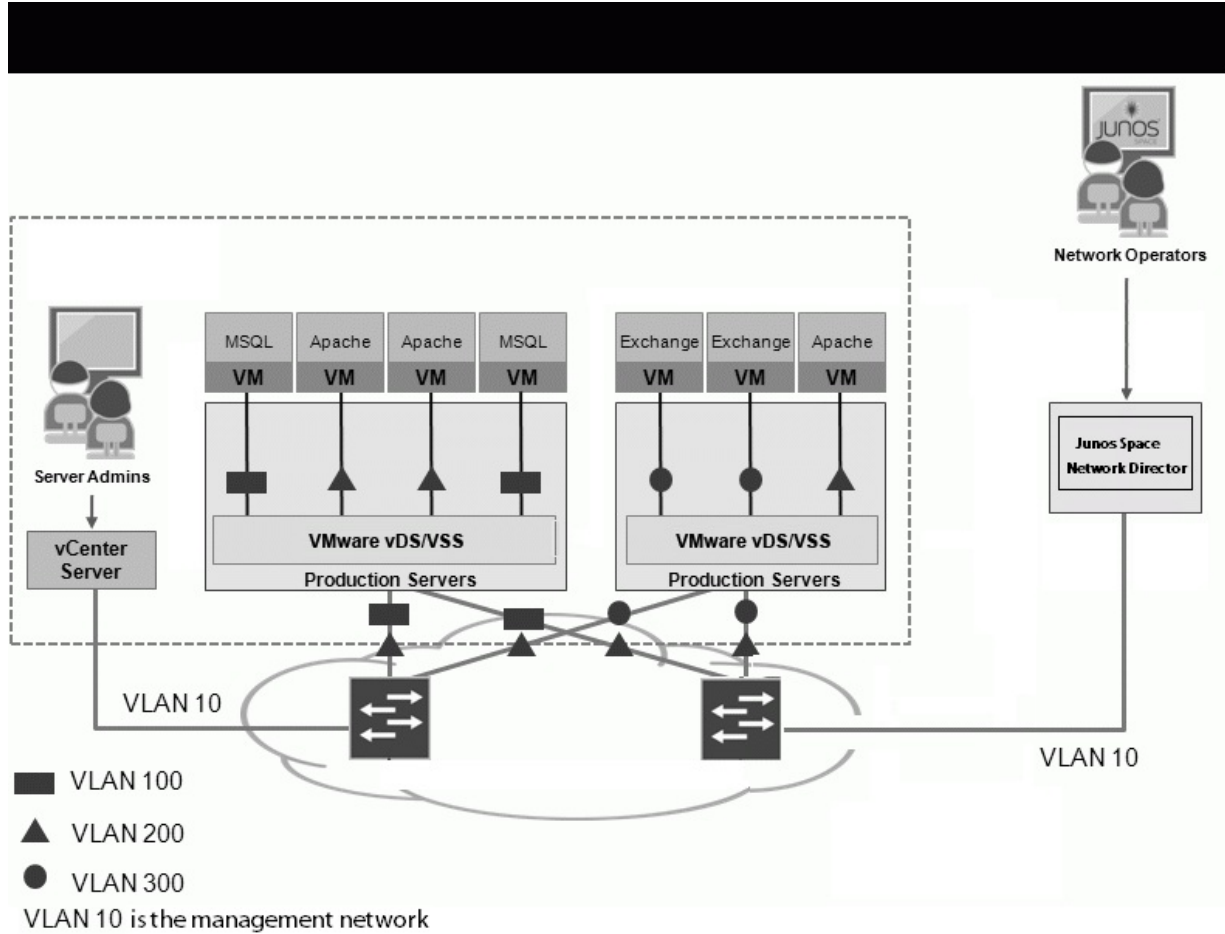 JUNOS
SPACE
Network Operators
MSQL
Apache
Apache
MSQL
Exchange
Exchange
Apache
VM
VM
VM
VM
VM
VM
VM
Server Admins
vCenter
Server
Junos Space
Network Director
VMware vDS/VSS
VMware vDS/VSS
Production Servers
Production Servers
VLAN 10
VLAN 10
VLAN 100
VLAN 200
VLAN 300
VLAN 10 is the management network